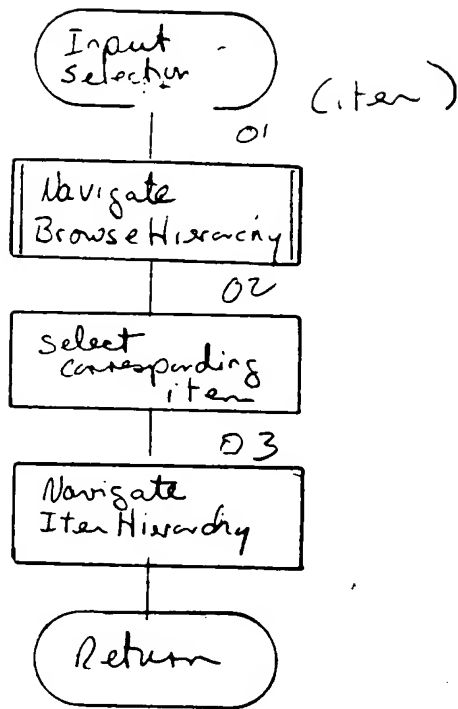 Input
selection
(item)
01
Navigate
Browse Hierarchy
02
Select
corresponding
item
03
Navigate
Item Hierarchy
Return